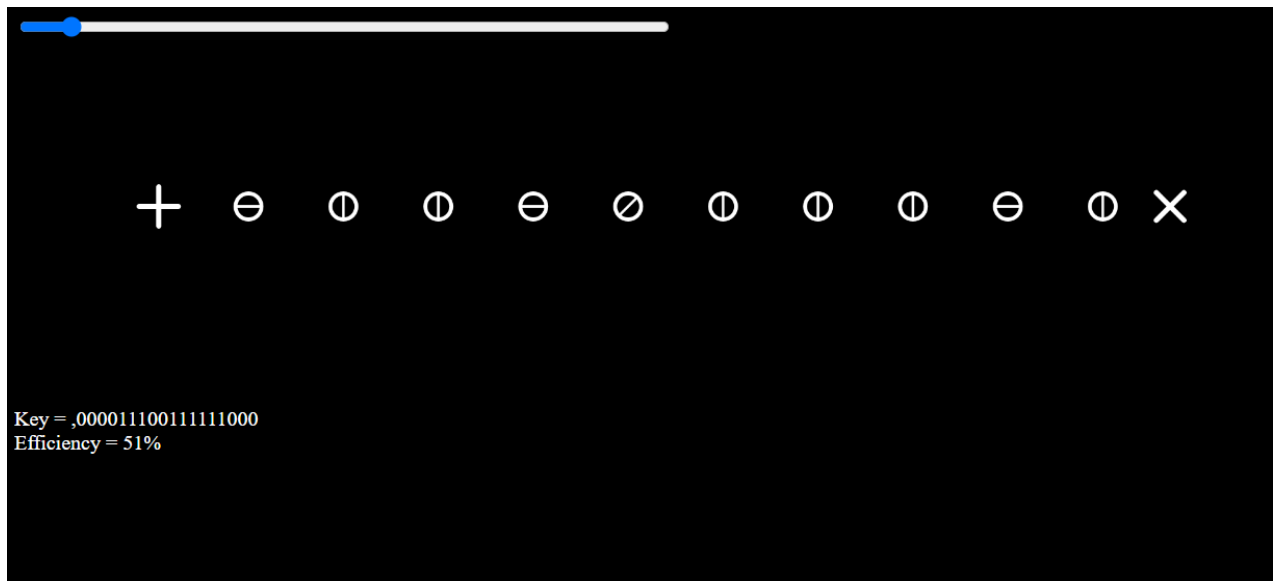 Key = ,000011100111111000
Efficiency = 51%